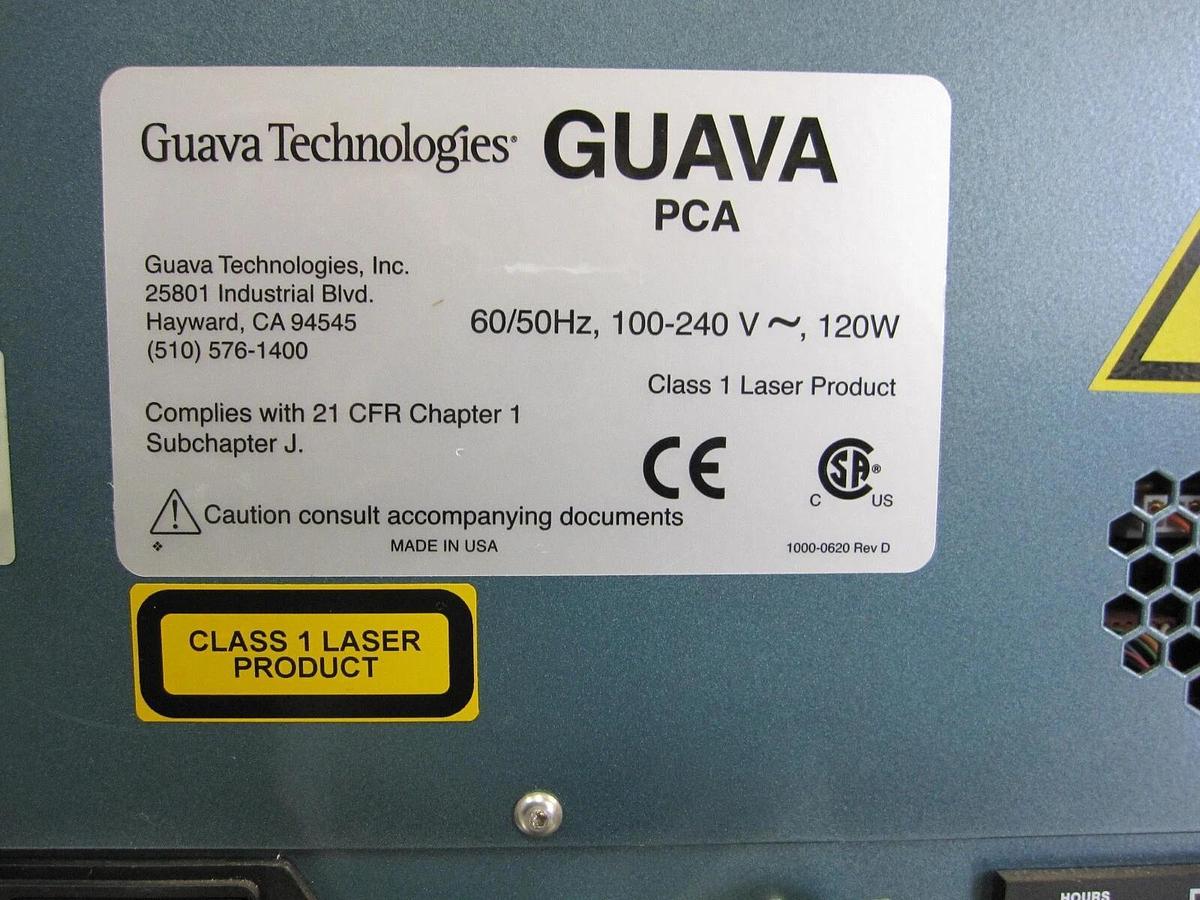 Guava Technologies® GUAVA
PCA
Guava Technologies, Inc.
25801 Industrial Blvd.
Hayward, CA 94545
(510) 576-1400
60/50Hz, 100-240 V ~, 120W
Class 1 Laser Product
Complies with 21 CFR Chapter 1
Subchapter J.
CE
C SA® US
Caution consult accompanying documents
MADE IN USA
1000-0620 Rev D
CLASS 1 LASER
PRODUCT
HOURS